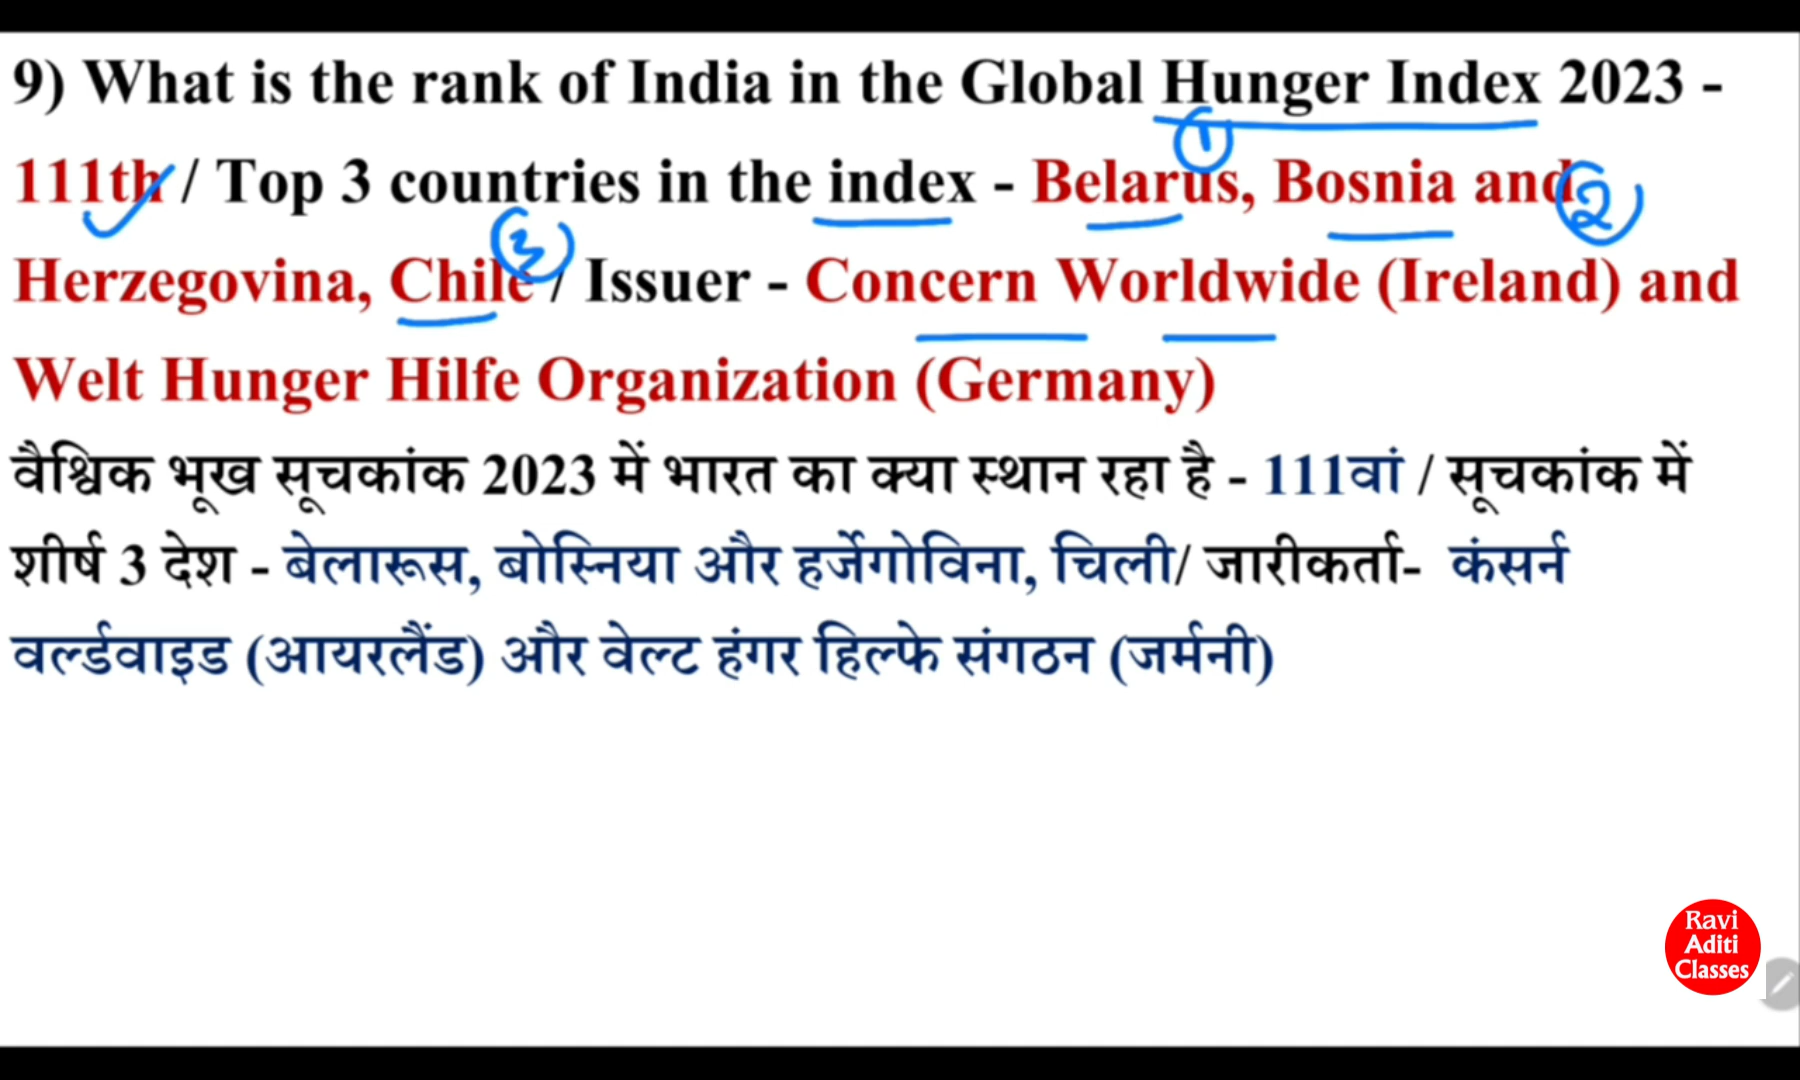 9) What is the rank of India in the Global Hunger Index 2023 -
111th / Top 3 countries in the index - Belarus, Bosnia and
Herzegovina, Chile / Issuer - Concern Worldwide (Ireland) and
Welt Hunger Hilfe Organization (Germany)
वैश्विक भूख सूचकांक 2023 में भारत का क्या स्थान रहा है - 111वां / सूचकांक में
शीर्ष 3 देश - बेलारूस, बोस्निया और हर्जेगोविना, चिली/ जारीकर्ता- कंसर्न
वर्ल्डवाइड (आयरलैंड) और वेल्ट हंगर हिल्फे संगठन (जर्मनी)
1
2
3
Ravi
Aditi
Classes